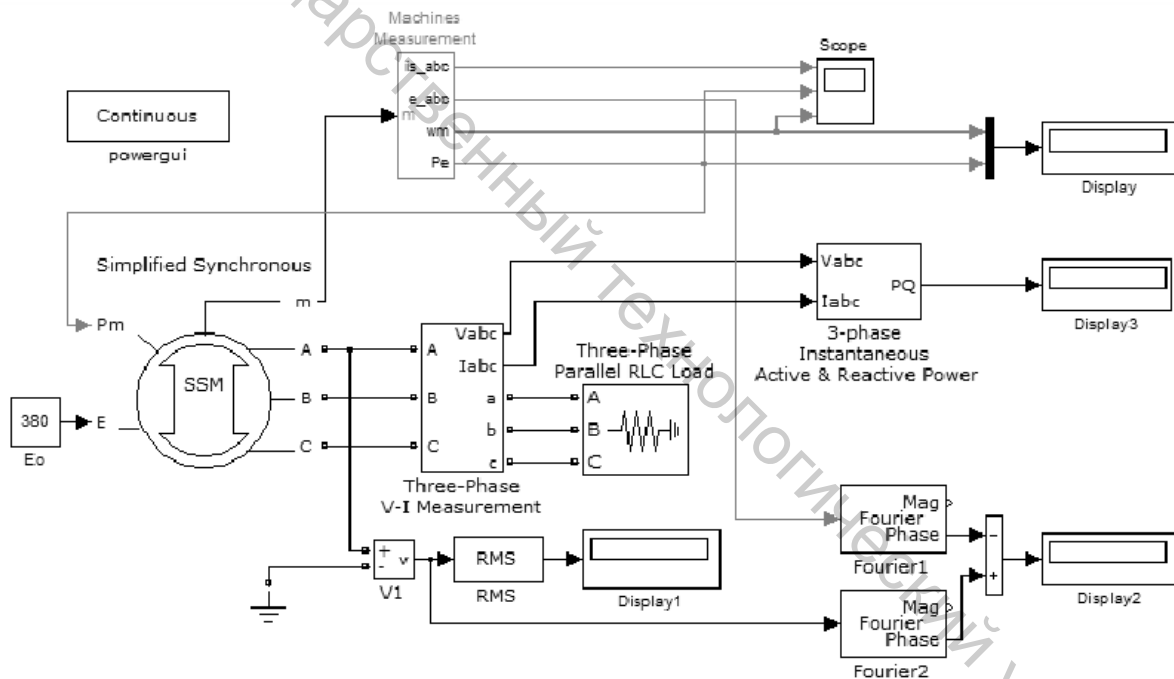 Machines
Measurement
is_abc
e_abc
m
wm
Pe
Scope
Continuous
powergui
Display
Simplified Synchronous
m
Pm
SSM
A
B
C
380
E
Eo
Vabc
Iabc
A
B
C
a
b
c
Three-Phase
V-I Measurement
Three-Phase
Parallel RLC Load
A
B
C
Vabc
Iabc
PQ
3-phase
Instantaneous
Active & Reactive Power
Display3
+
-
v
V1
RMS
RMS
Display1
Mag
Fourier
Phase
Fourier1
Mag
Fourier
Phase
Fourier2
-
+
Display2
дарственный технологический у